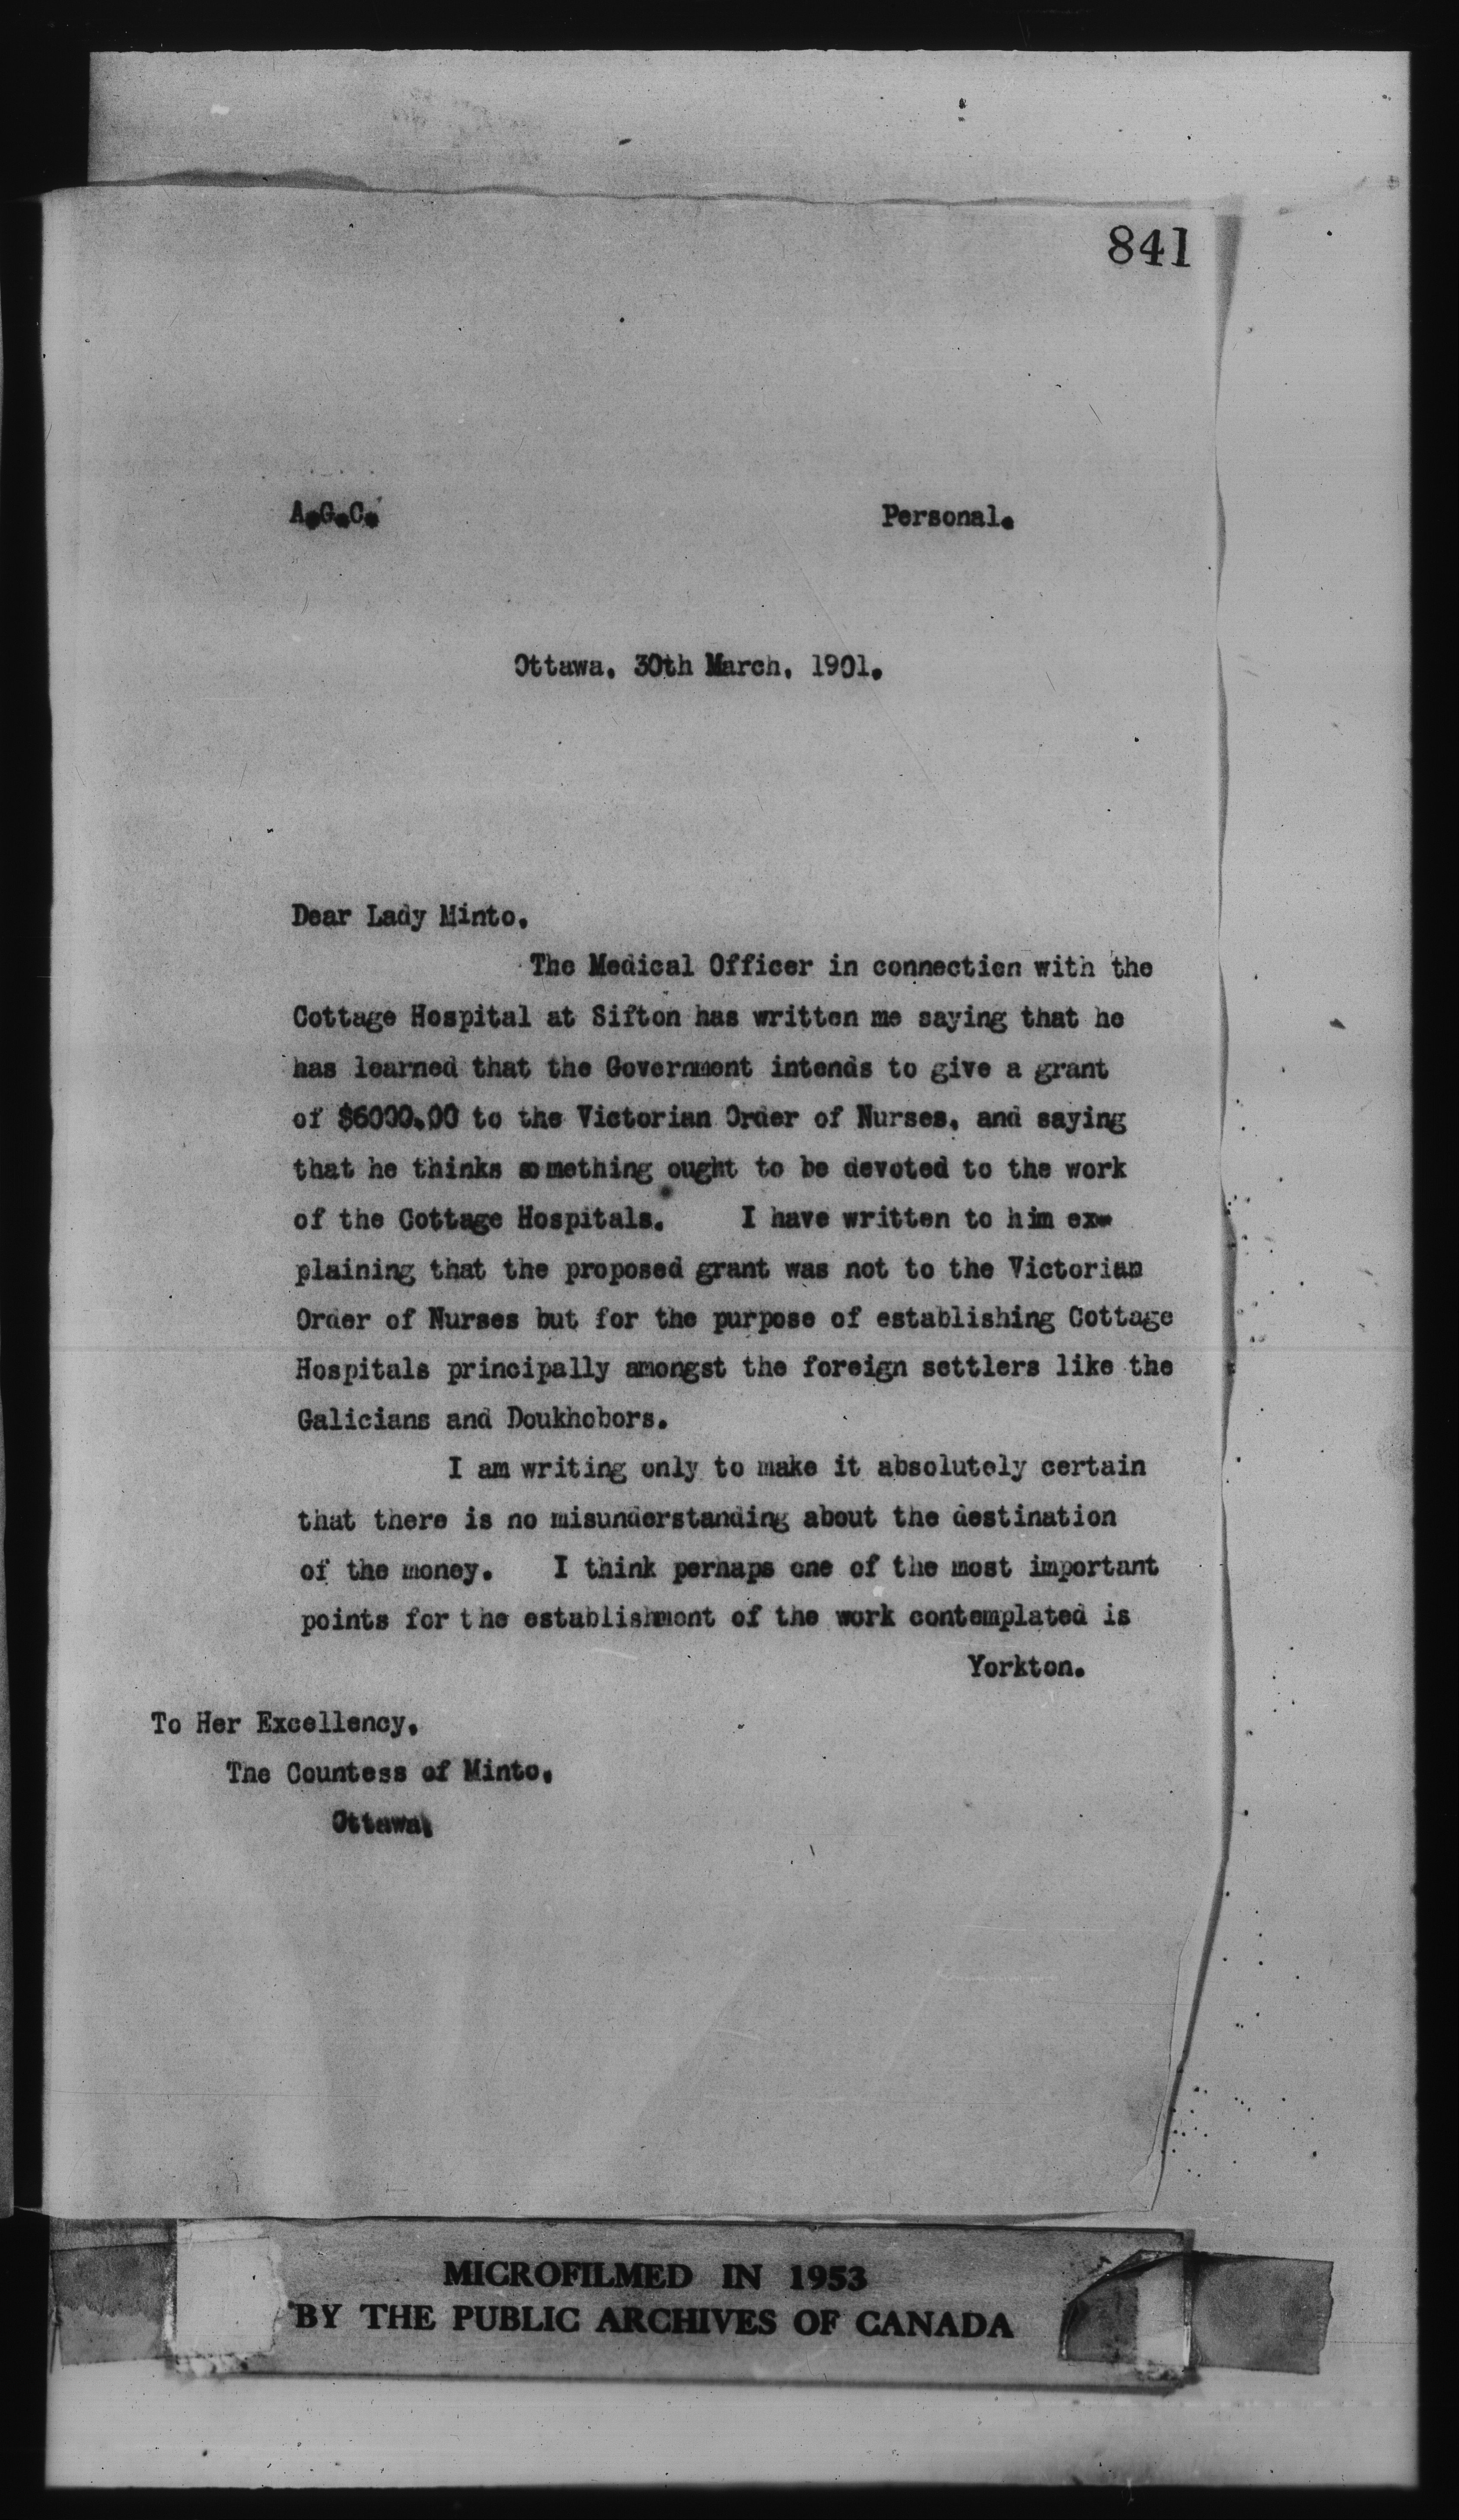 841
A.G.C. Personal.
Ottawa, 30th March, 1901.
Dear Lady Minto,
The Medical Officer in connection with the
Cottage Hospital at Sifton has written me saying that he
has learned that the Government intends to give a grant
of $6000.00 to the Victorian Order of Nurses, and saying
that he thinks something ought to be devoted to the work
of the Cottage Hospitals. I have written to him ex-
plaining that the proposed grant was not to the Victorian
Order of Nurses but for the purpose of establishing Cottage
Hospitals principally amongst the foreign settlers like the
Galicians and Doukhobors.
I am writing only to make it absolutely certain
that there is no misunderstanding about the destination
of the money. I think perhaps one of the most important
points for the establishment of the work contemplated is
Yorkton.
To Her Excellency,
The Countess of Minto,
Ottawa.
MICROFILMED IN 1953
BY THE PUBLIC ARCHIVES OF CANADA